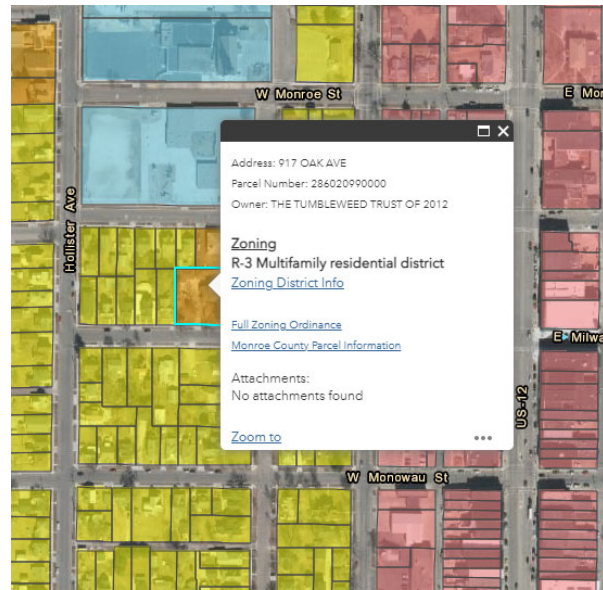 W Monroe St
E Mon
Address: 917 OAK AVE
Parcel Number: 286020990000
Owner: THE TUMBLEWEED TRUST OF 2012
Zoning
R-3 Multifamily residential district
Zoning District Info
Full Zoning Ordinance
Monroe County Parcel Information
Attachments:
No attachments found
Zoom to
Hollister Ave
E Milwa
US-12
W Monowau St